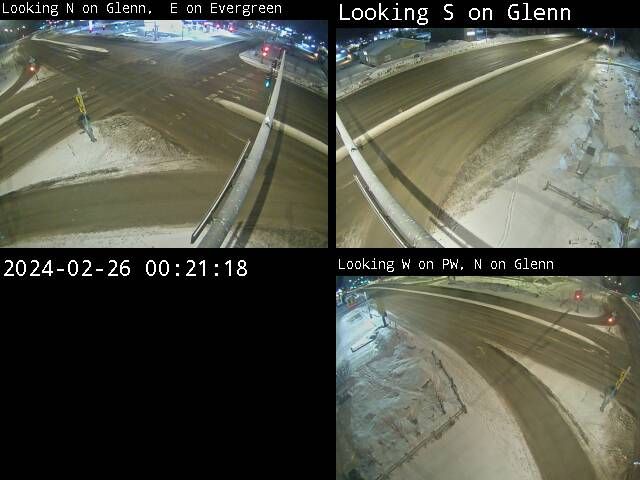 Looking N on Glenn, E on Evergreen
Looking S on Glenn
2024-02-26 00:21:18
Looking W on PW, N on Glenn